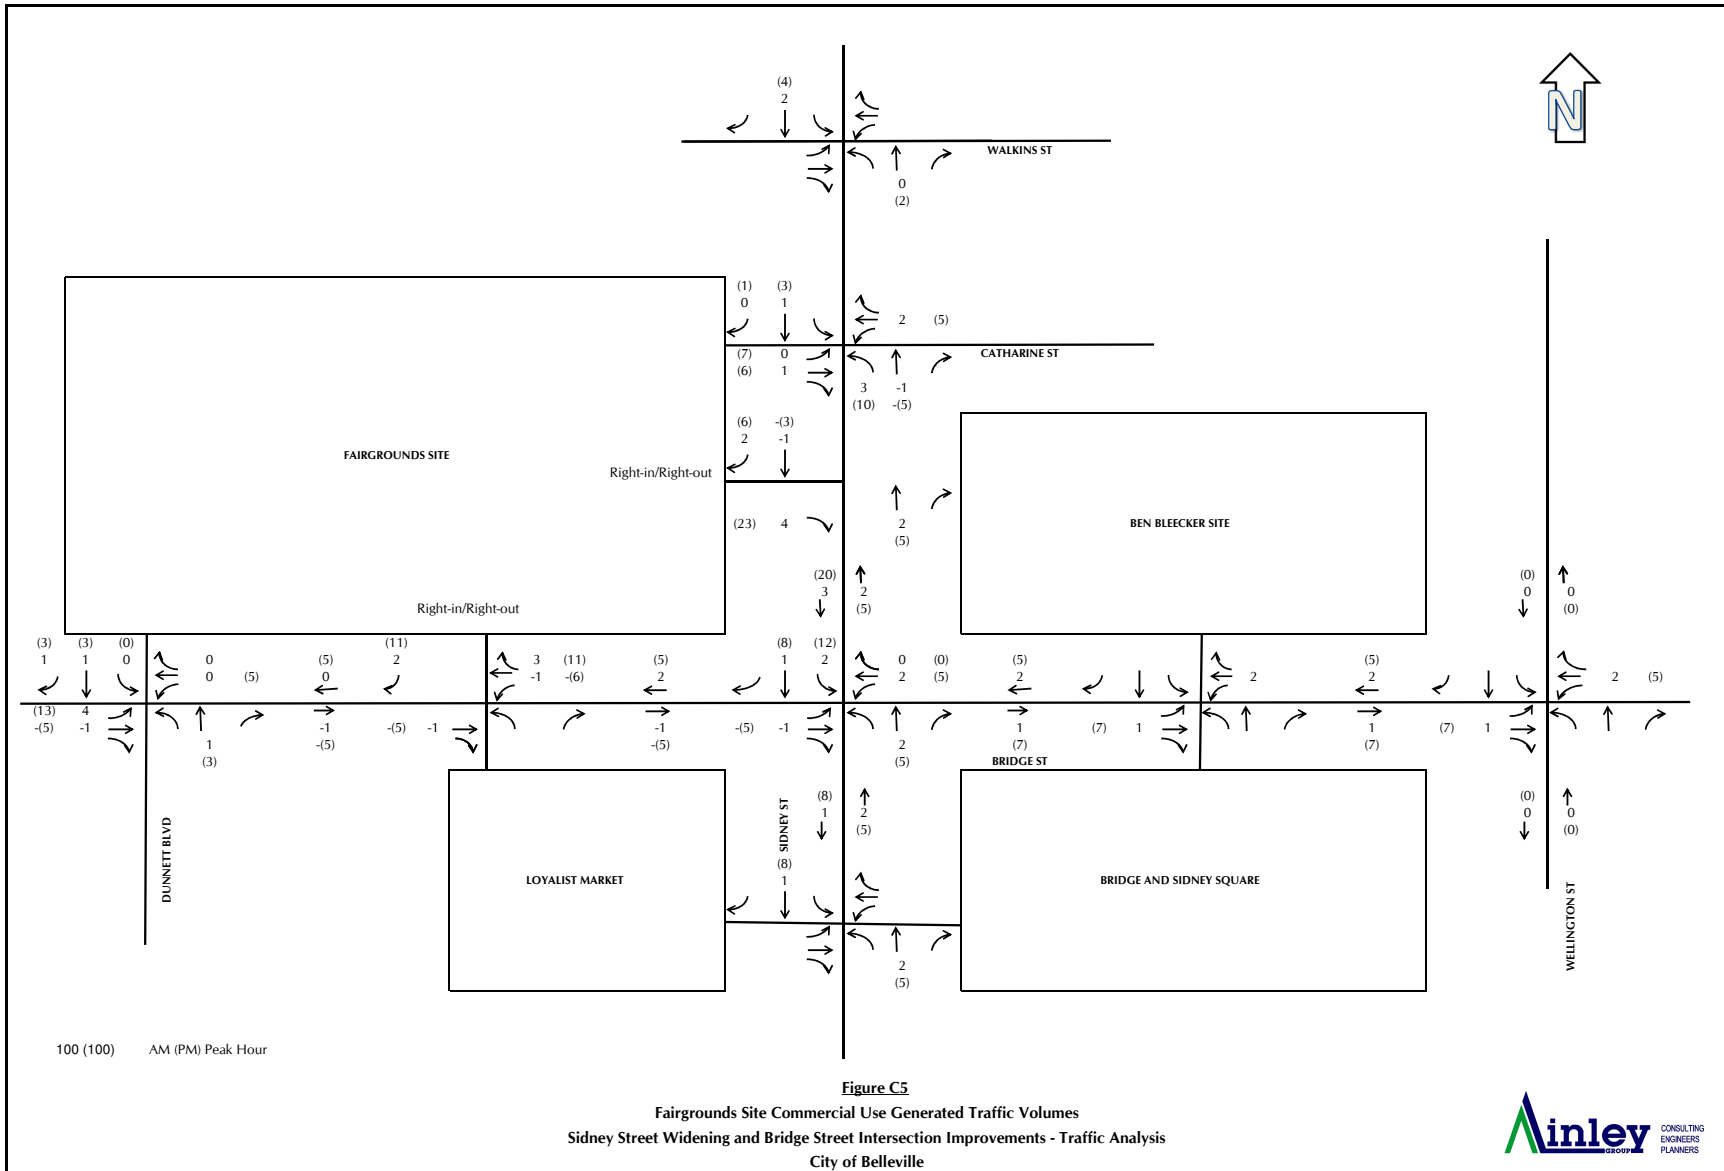 (4)
2
N
WALKINS ST
0
(2)
(1) (3)
0 1
2 (5)
CATHARINE ST
(7) 0
(6) 1
3 -1
(10) -(5)
(6) -(3)
2 -1
FAIRGROUNDS SITE
Right-in/Right-out
(23) 4
2
(5)
BEN BLEECKER SITE
(20)
3 2
(5)
(0)
0 0
(0)
Right-in/Right-out
(3) (3) (0)
1 1 0
0
0 (5)
(5)
0
(11)
2
3 (11)
-1 -(6)
(5)
2
(8) (12)
1 2
0 (0)
2 (5)
(5)
2
2
(5)
2
2 (5)
(13) 4
-(5) -1
1
(3)
-1
-(5)
-(5) -1
-1
-(5)
-(5) -1
2
(5)
1
(7)
(7) 1
1
(7)
(7) 1
BRIDGE ST
DUNNETT BLVD
SIDNEY ST
(8)
1 2
(5)
(0)
0 0
(0)
(8)
1
LOYALIST MARKET
BRIDGE AND SIDNEY SQUARE
WELLINGTON ST
2
(5)
100 (100) AM (PM) Peak Hour
Figure C5
Fairgrounds Site Commercial Use Generated Traffic Volumes
Sidney Street Widening and Bridge Street Intersection Improvements - Traffic Analysis
City of Belleville
Ainley
GROUP
CONSULTING
ENGINEERS
PLANNERS